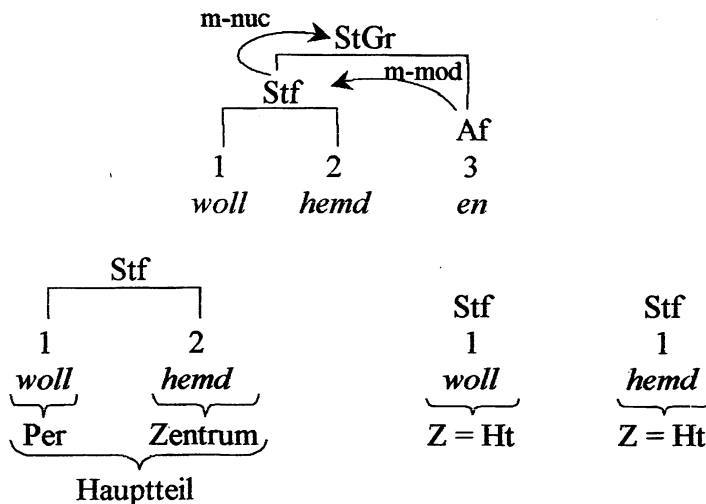 m-nuc
StGr
m-mod
Stf
Af
1 2 3
woll hemd en
Stf
1 2
woll hemd
Per Zentrum
Hauptteil
Stf Stf
1 1
woll hemd
Z = Ht Z = Ht